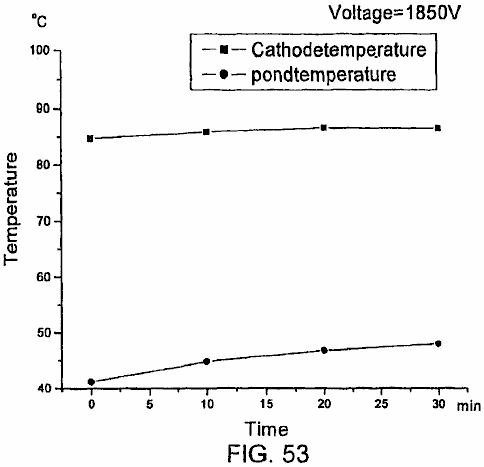 °C
Voltage=1850V
Cathodetemperature
pondtemperature
100
90
80
70
60
50
40
Temperature
0 5 10 15 20 25 30 min
Time
FIG. 53